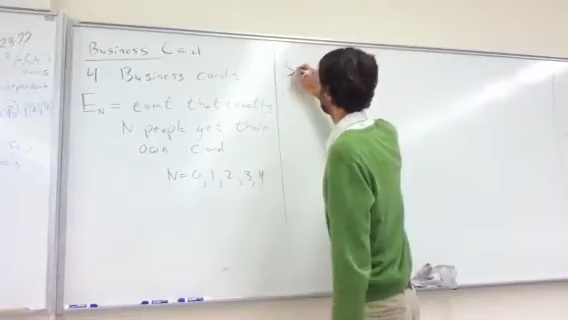 2377
Business Card
4 Business cards
E_N = event that exactly
N people get their
own card
N = 0, 1, 2, 3, 4